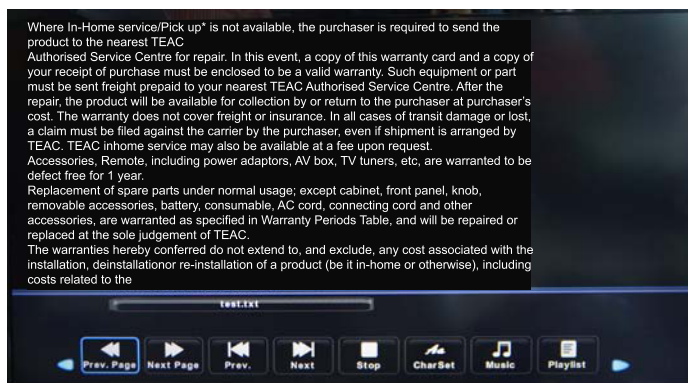 Where In-Home service/Pick up* is not available, the purchaser is required to send the
product to the nearest TEAC
Authorised Service Centre for repair. In this event, a copy of this warranty card and a copy of
your receipt of purchase must be enclosed to be a valid warranty. Such equipment or part
must be sent freight prepaid to your nearest TEAC Authorised Service Centre. After the
repair, the product will be available for collection by or return to the purchaser at purchaser's
cost. The warranty does not cover freight or insurance. In all cases of transit damage or lost,
a claim must be filed against the carrier by the purchaser, even if shipment is arranged by
TEAC. TEAC inhome service may also be available at a fee upon request.
Accessories, Remote, including power adaptors, AV box, TV tuners, etc, are warranted to be
defect free for 1 year.
Replacement of spare parts under normal usage; except cabinet, front panel, knob,
removable accessories, battery, consumable, AC cord, connecting cord and other
accessories, are warranted as specified in Warranty Periods Table, and will be repaired or
replaced at the sole judgement of TEAC.
The warranties hereby conferred do not extend to, and exclude, any cost associated with the
installation, deinstallationor re-installation of a product (be it in-home or otherwise), including
costs related to the
test.txt
Prev. Page Next Page Prev. Next Stop CharSet Music Playlist